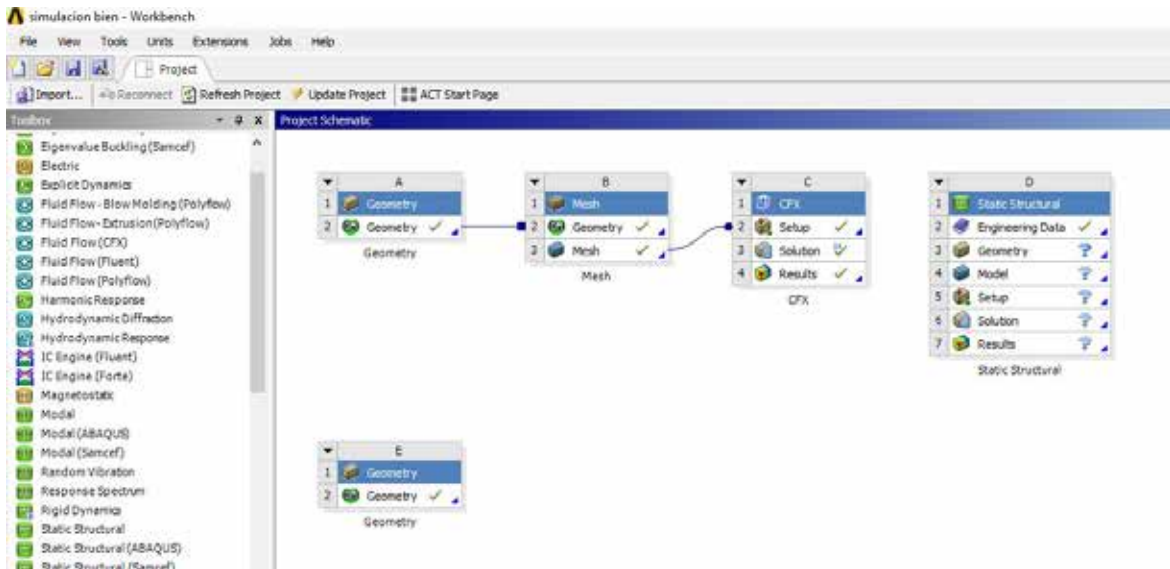 simulacion bien - Workbench
File View Tools Units Extensions Jobs Help
Project
Import... Reconnect Refresh Project Update Project ACT Start Page
Toolbox
Project Schematic
Eigenvalue Buckling (Samcef)
Electric
Explicit Dynamics
Fluid Flow - Blow Molding (Polyflow)
Fluid Flow- Extrusion (Polyflow)
Fluid Flow (CFX)
Fluid Flow (Fluent)
Fluid Flow (Polyflow)
Harmonic Response
Hydrodynamic Diffraction
Hydrodynamic Response
IC Engine (Fluent)
IC Engine (Forte)
Magnetostatic
Modal
Modal (ABAQUS)
Modal (Samcef)
Random Vibration
Response Spectrum
Rigid Dynamics
Static Structural
Static Structural (ABAQUS)
Static Structural (Samcef)
A
1 Geometry
2 Geometry
Geometry
B
1 Mesh
2 Geometry
3 Mesh
Mesh
C
1 CFX
2 Setup
3 Solution
4 Results
CFX
D
1 Static Structural
2 Engineering Data
3 Geometry
4 Model
5 Setup
6 Solution
7 Results
Static Structural
E
1 Geometry
2 Geometry
Geometry